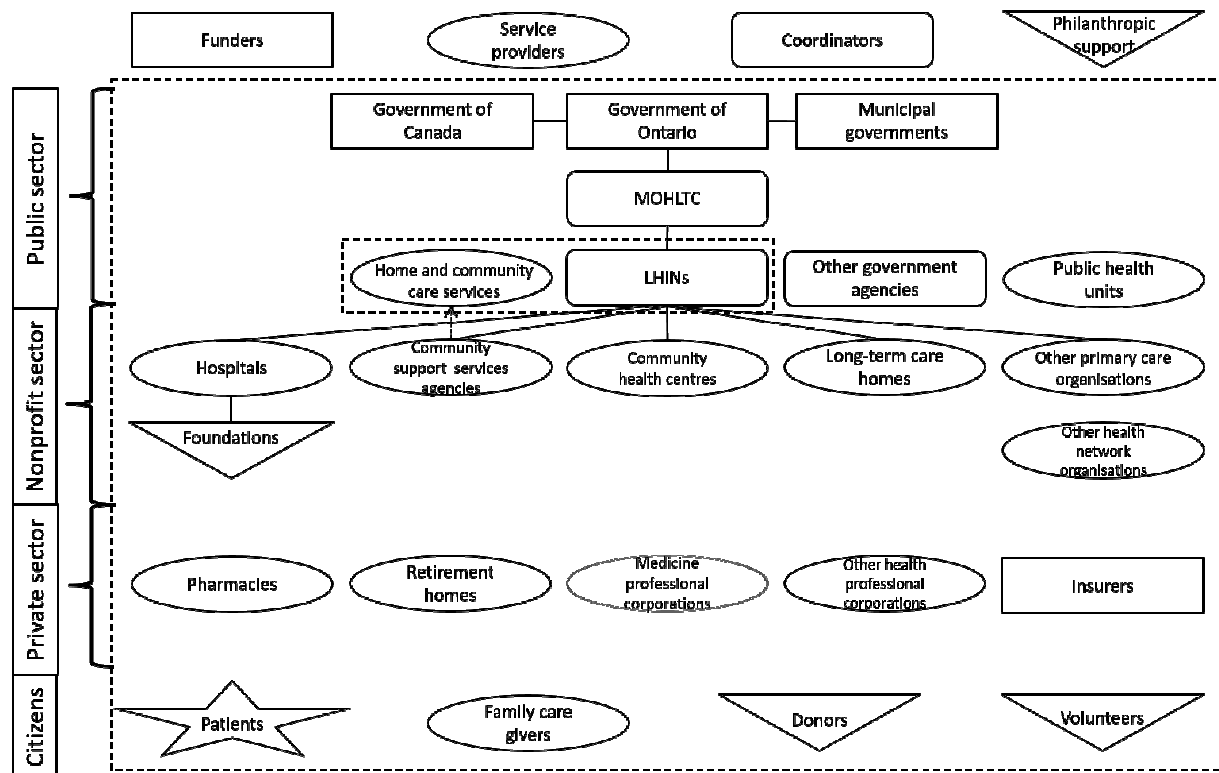 Funders
Service
providers
Coordinators
Philanthropic
support
Public sector
Government of
Canada
Government of
Ontario
Municipal
governments
MOHLTC
Home and community
care services
LHINs
Other government
agencies
Public health
units
Nonprofit sector
Hospitals
Community
support services
agencies
Community
health centres
Long-term care
homes
Other primary care
organisations
Foundations
Other health
network
organisations
Private sector
Pharmacies
Retirement
homes
Medicine
professional
corporations
Other health
professional
corporations
Insurers
Citizens
Patients
Family care
givers
Donors
Volunteers